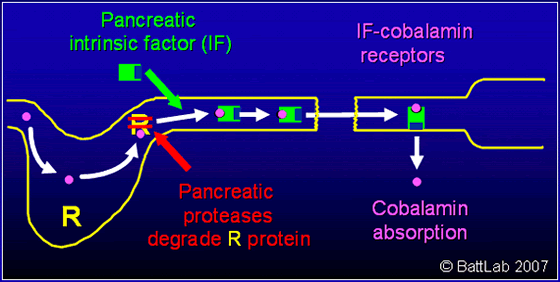 Pancreatic
intrinsic factor (IF)
IF-cobalamin
receptors
R
R
Pancreatic
proteases
degrade R protein
Cobalamin
absorption
© BattLab 2007